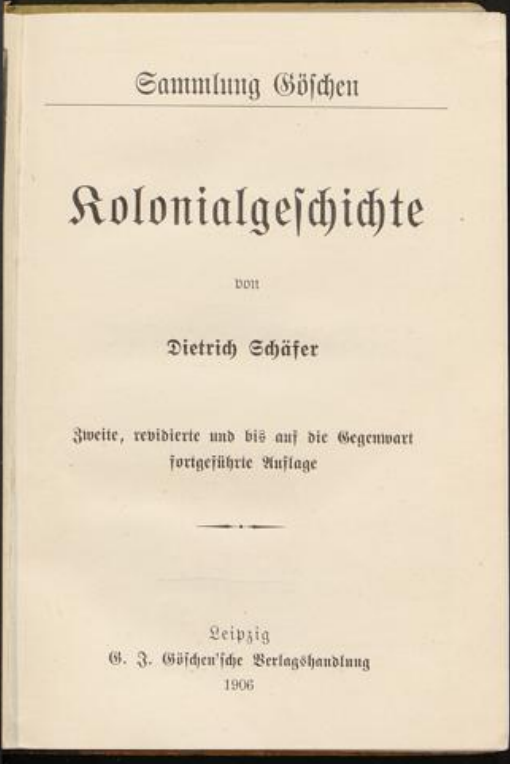 Sammlung Göschen
Kolonialgeschichte
von
Dietrich Schäfer
Zweite, revidierte und bis auf die Gegenwart
fortgeführte Auflage
Leipzig
G. J. Göschen'sche Verlagshandlung
1906